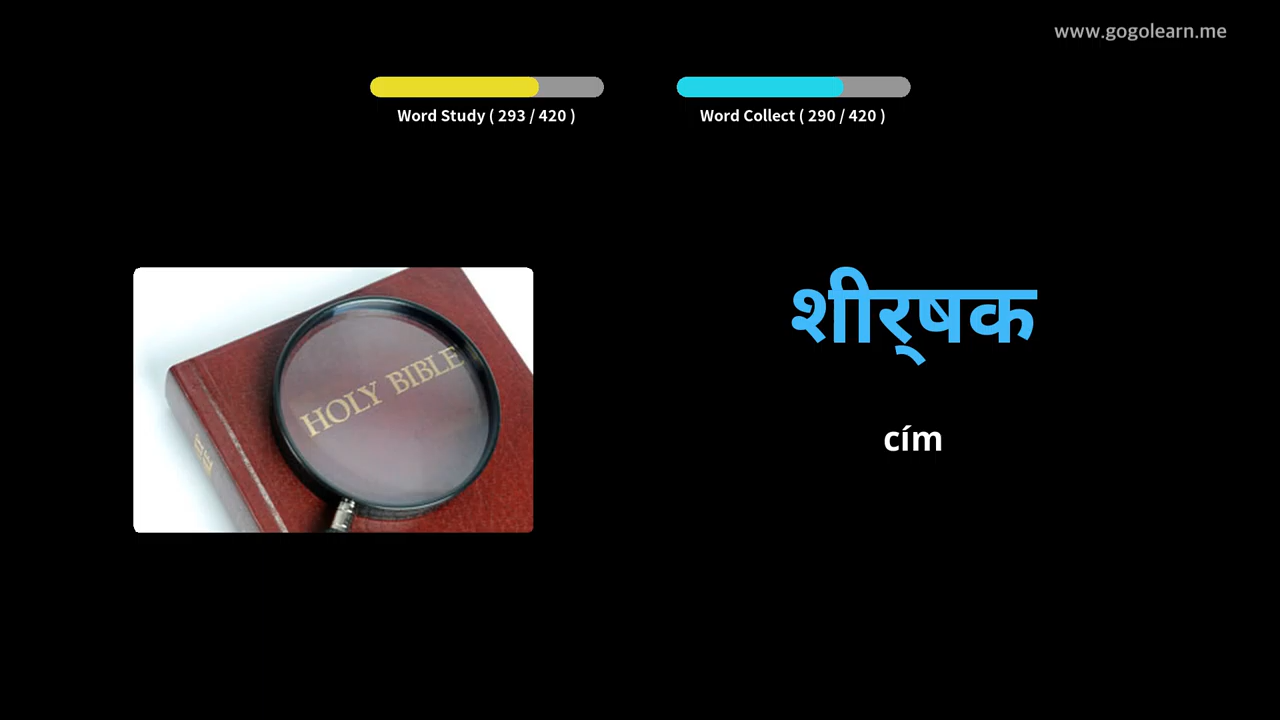 www.gogolearn.me
Word Study ( 293 / 420 )
Word Collect ( 290 / 420 )
HOLY BIBLE
शीर्‌षक
cím